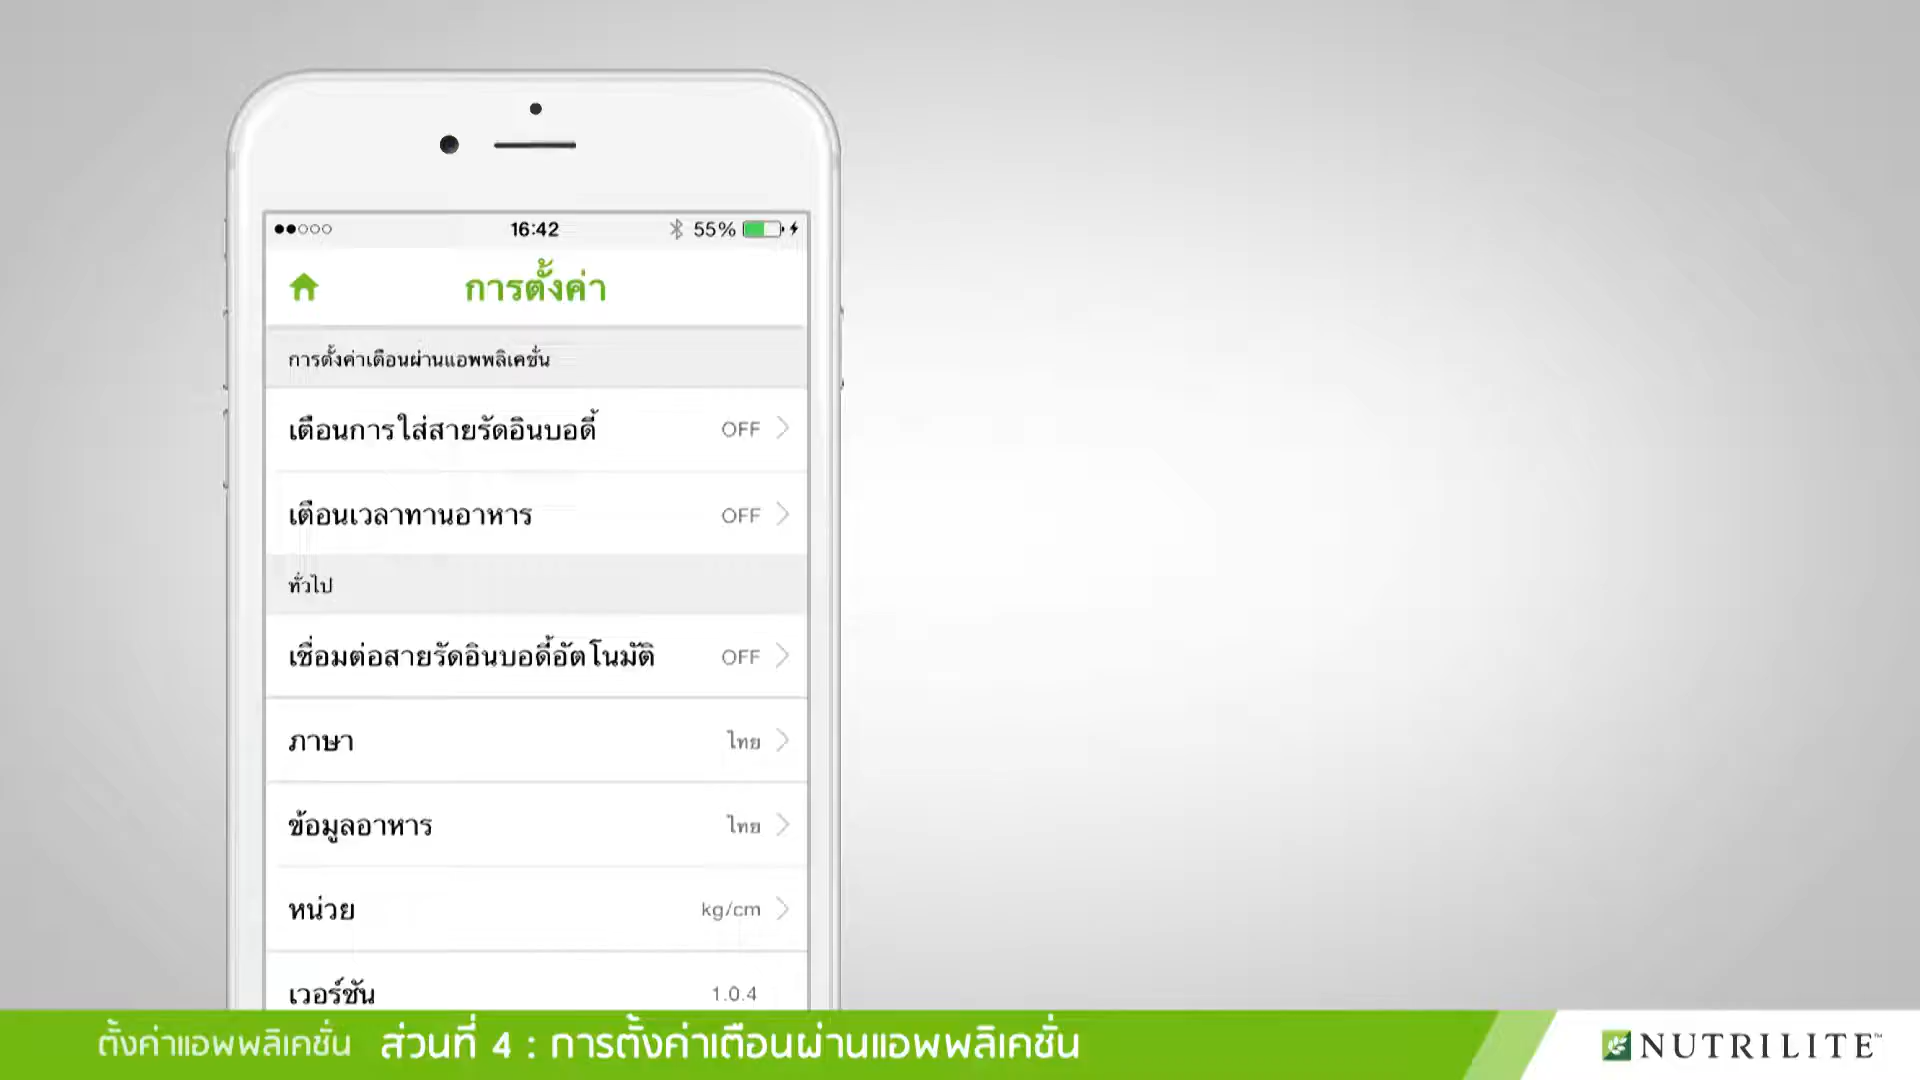 16:42
55%
การตั้งค่า
การตั้งค่าเตือนผ่านแอพพลิเคชั่น
เตือนการใส่สายรัดอินบอดี้ OFF
เตือนเวลาทานอาหาร OFF
ทั่วไป
เชื่อมต่อสายรัดอินบอดี้อัตโนมัติ OFF
ภาษา ไทย
ข้อมูลอาหาร ไทย
หน่วย kg/cm
เวอร์ชัน 1.0.4
ตั้งค่าแอพพลิเคชั่น ส่วนที่ 4 : การตั้งค่าเตือนผ่านแอพพลิเคชั่น
NUTRILITE™